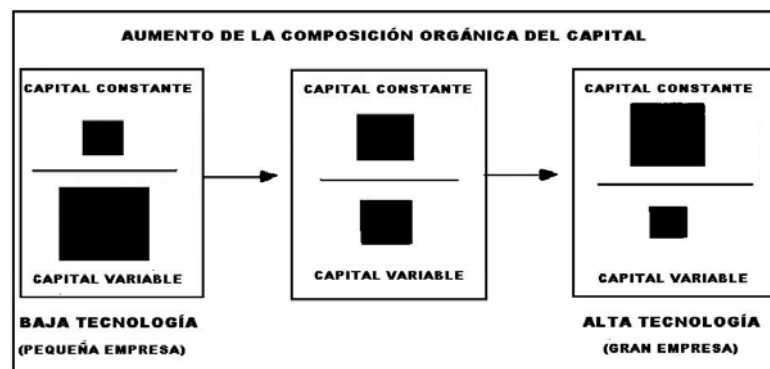 AUMENTO DE LA COMPOSICIÓN ORGÁNICA DEL CAPITAL
CAPITAL CONSTANTE
CAPITAL VARIABLE
BAJA TECNOLOGÍA
(PEQUEÑA EMPRESA)
CAPITAL CONSTANTE
CAPITAL VARIABLE
CAPITAL CONSTANTE
CAPITAL VARIABLE
ALTA TECNOLOGÍA
(GRAN EMPRESA)